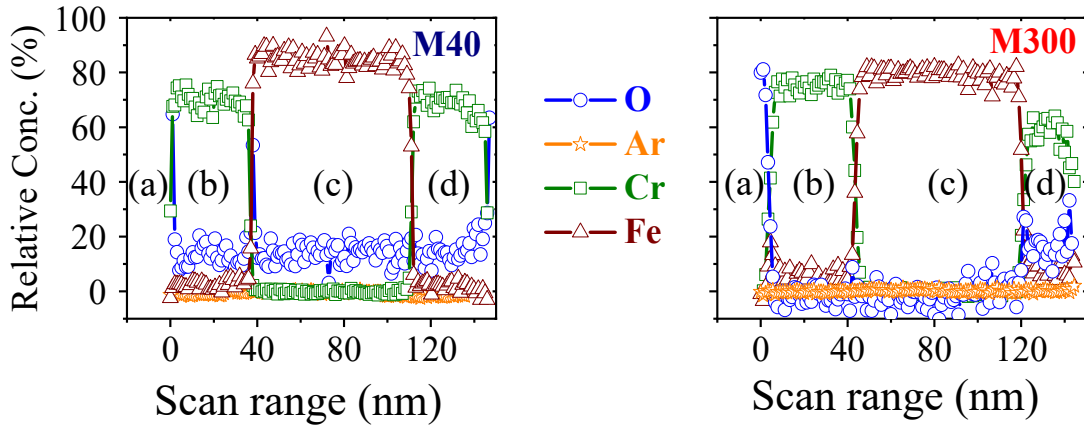 Relative Conc. (%)
100
80
60
40
20
0
M40
(a) (b) (c) (d)
0 40 80 120
Scan range (nm)
O
Ar
Cr
Fe
M300
(a) (b) (c) (d)
0 40 80 120
Scan range (nm)